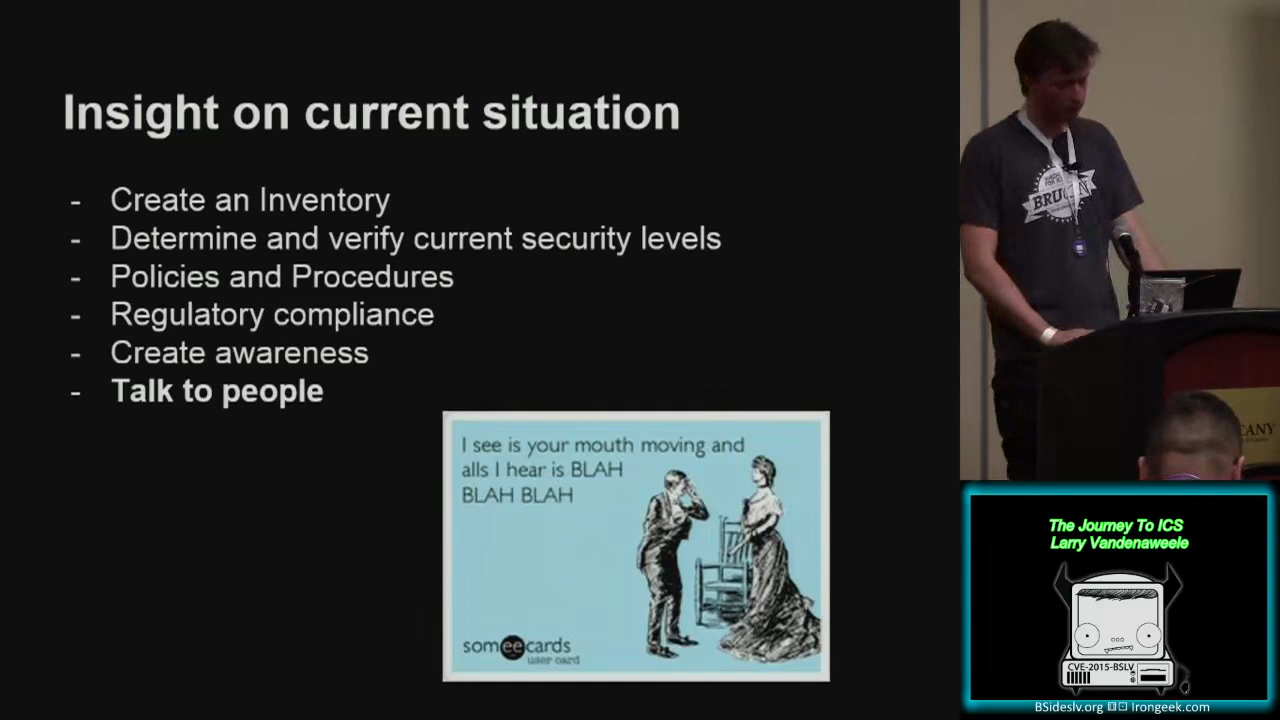 Insight on current situation
- Create an Inventory
- Determine and verify current security levels
- Policies and Procedures
- Regulatory compliance
- Create awareness
- Talk to people
I see is your mouth moving and
alls I hear is BLAH
BLAH BLAH
someecards
user card
The Journey To ICS
Larry Vandenaweele
CVE-2015-BSLV
BSideslv.org
Irongeek.com